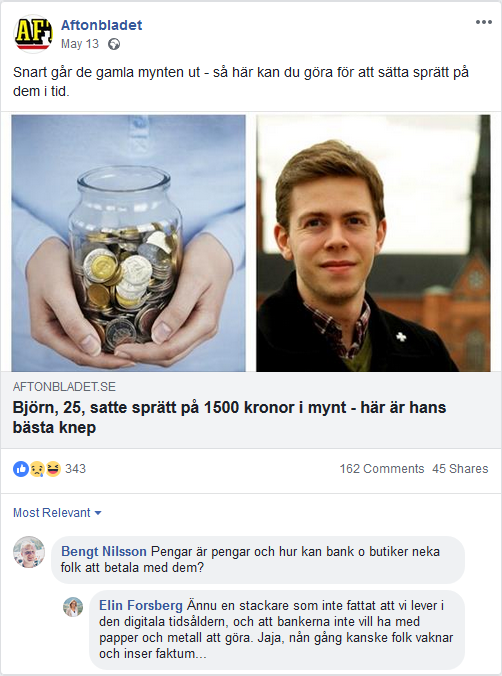 AF
Aftonbladet
May 13
Snart går de gamla mynten ut - så här kan du göra för att sätta sprätt på
dem i tid.
AFTONBLADET.SE
Björn, 25, satte sprätt på 1500 kronor i mynt - här är hans
bästa knep
343
162 Comments 45 Shares
Most Relevant
Bengt Nilsson Pengar är pengar och hur kan bank o butiker neka
folk att betala med dem?
Elin Forsberg Ännu en stackare som inte fattat att vi lever i
den digitala tidsåldern, och att bankerna inte vill ha med
papper och metall att göra. Jaja, nån gång kanske folk vaknar
och inser faktum...